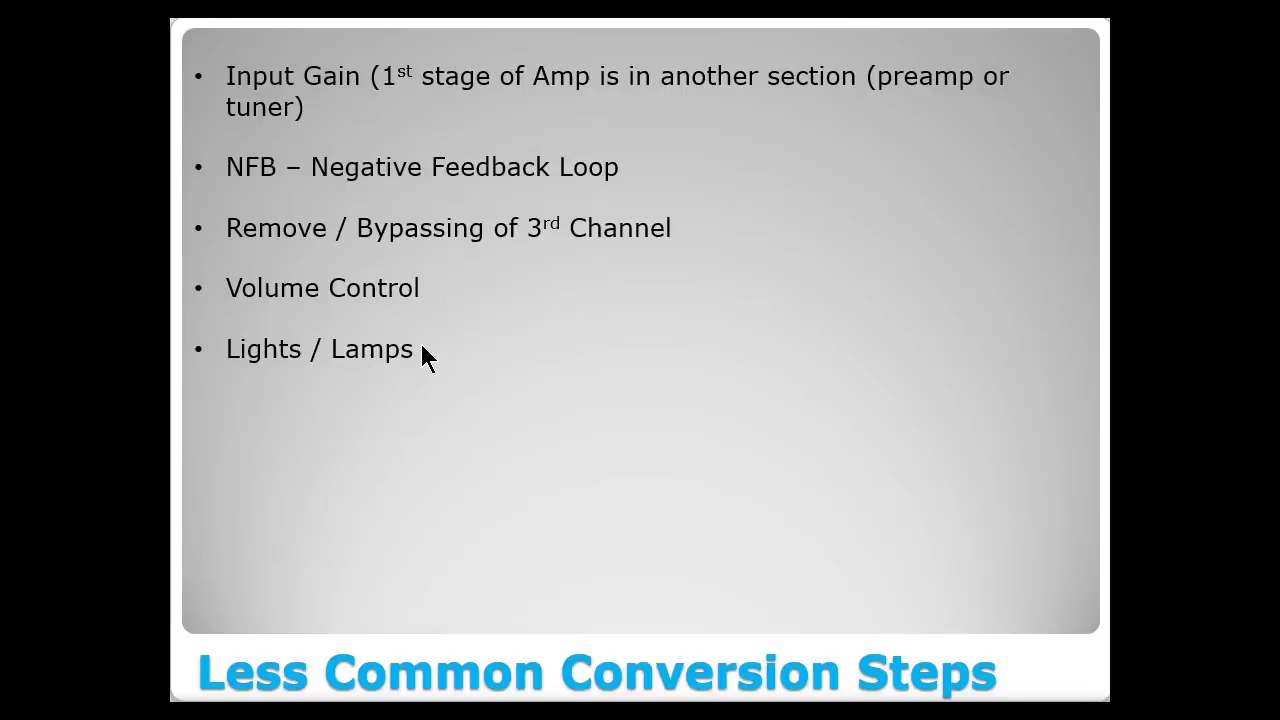 • Input Gain (1st stage of Amp is in another section (preamp or
tuner)
• NFB – Negative Feedback Loop
• Remove / Bypassing of 3rd Channel
• Volume Control
• Lights / Lamps
Less Common Conversion Steps